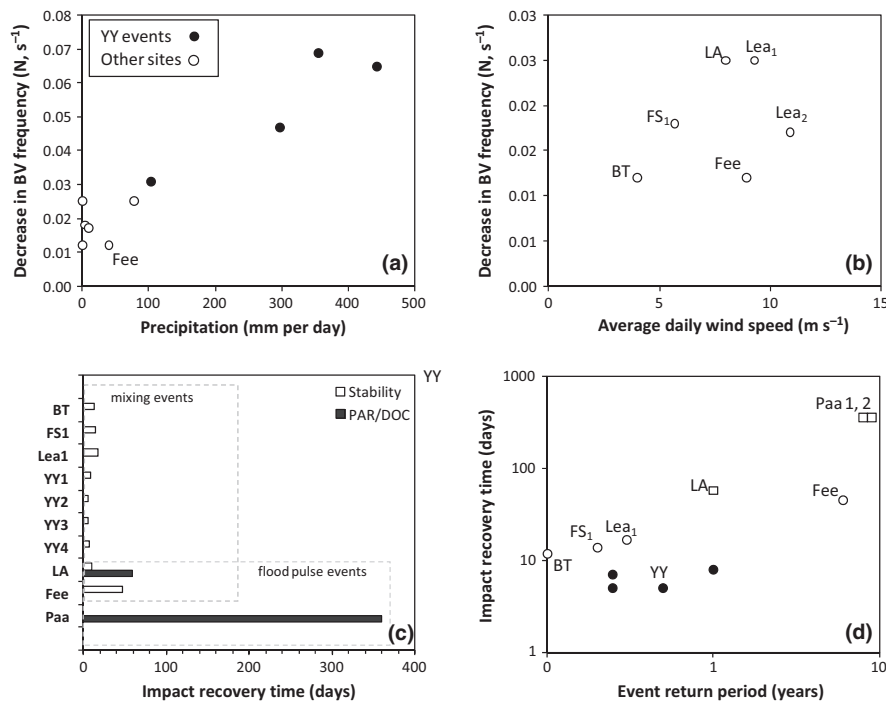 0.08
0.07
0.06
0.05
0.04
0.03
0.02
0.01
0.00
Decrease in BV frequency (N, s⁻¹)
YY events
Other sites
Fee
(a)
0 100 200 300 400 500
Precipitation (mm per day)
0.03
0.03
0.02
0.02
0.01
0.01
0.00
Decrease in BV frequency (N, s⁻¹)
LA
Lea₁
FS₁
Lea₂
BT
Fee
(b)
0 5 10 15
Average daily wind speed (m s⁻¹)
YY
Stability
PAR/DOC
mixing events
BT
FS1
Lea1
YY1
YY2
YY3
YY4
LA
Fee
Paa
flood pulse events
(c)
0 80 160 240 320 400
Impact recovery time (days)
1000
100
10
1
Impact recovery time (days)
Paa 1, 2
LA
Fee
FS₁
Lea₁
BT
YY
(d)
0 1 10
Event return period (years)